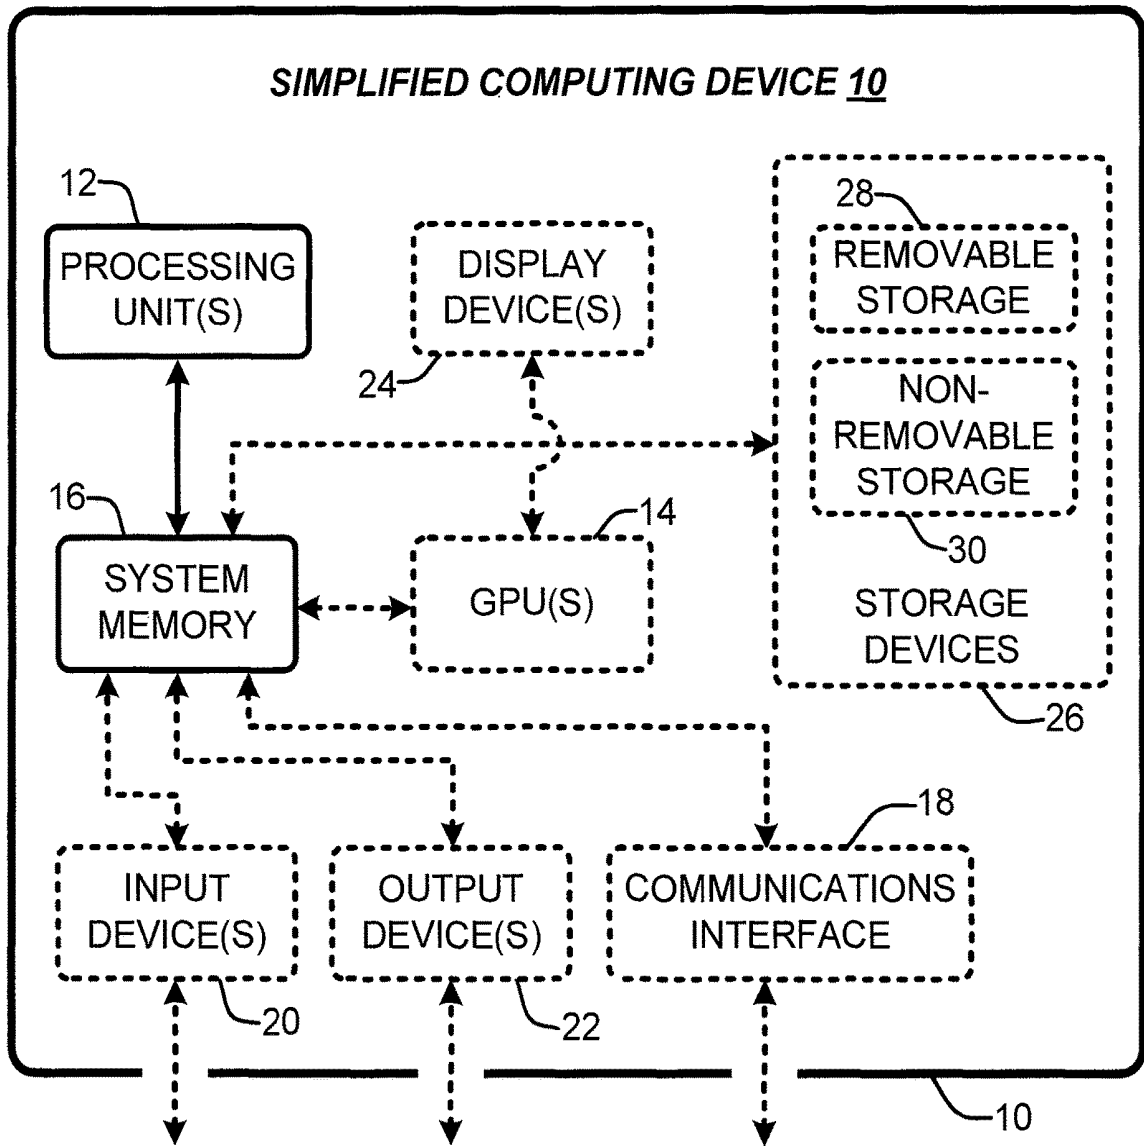 SIMPLIFIED COMPUTING DEVICE 10
12
PROCESSING
UNIT(S)
DISPLAY
DEVICE(S)
24
28
REMOVABLE
STORAGE
NON-
REMOVABLE
STORAGE
30
STORAGE
DEVICES
26
16
SYSTEM
MEMORY
14
GPU(S)
18
INPUT
DEVICE(S)
20
OUTPUT
DEVICE(S)
22
COMMUNICATIONS
INTERFACE
10